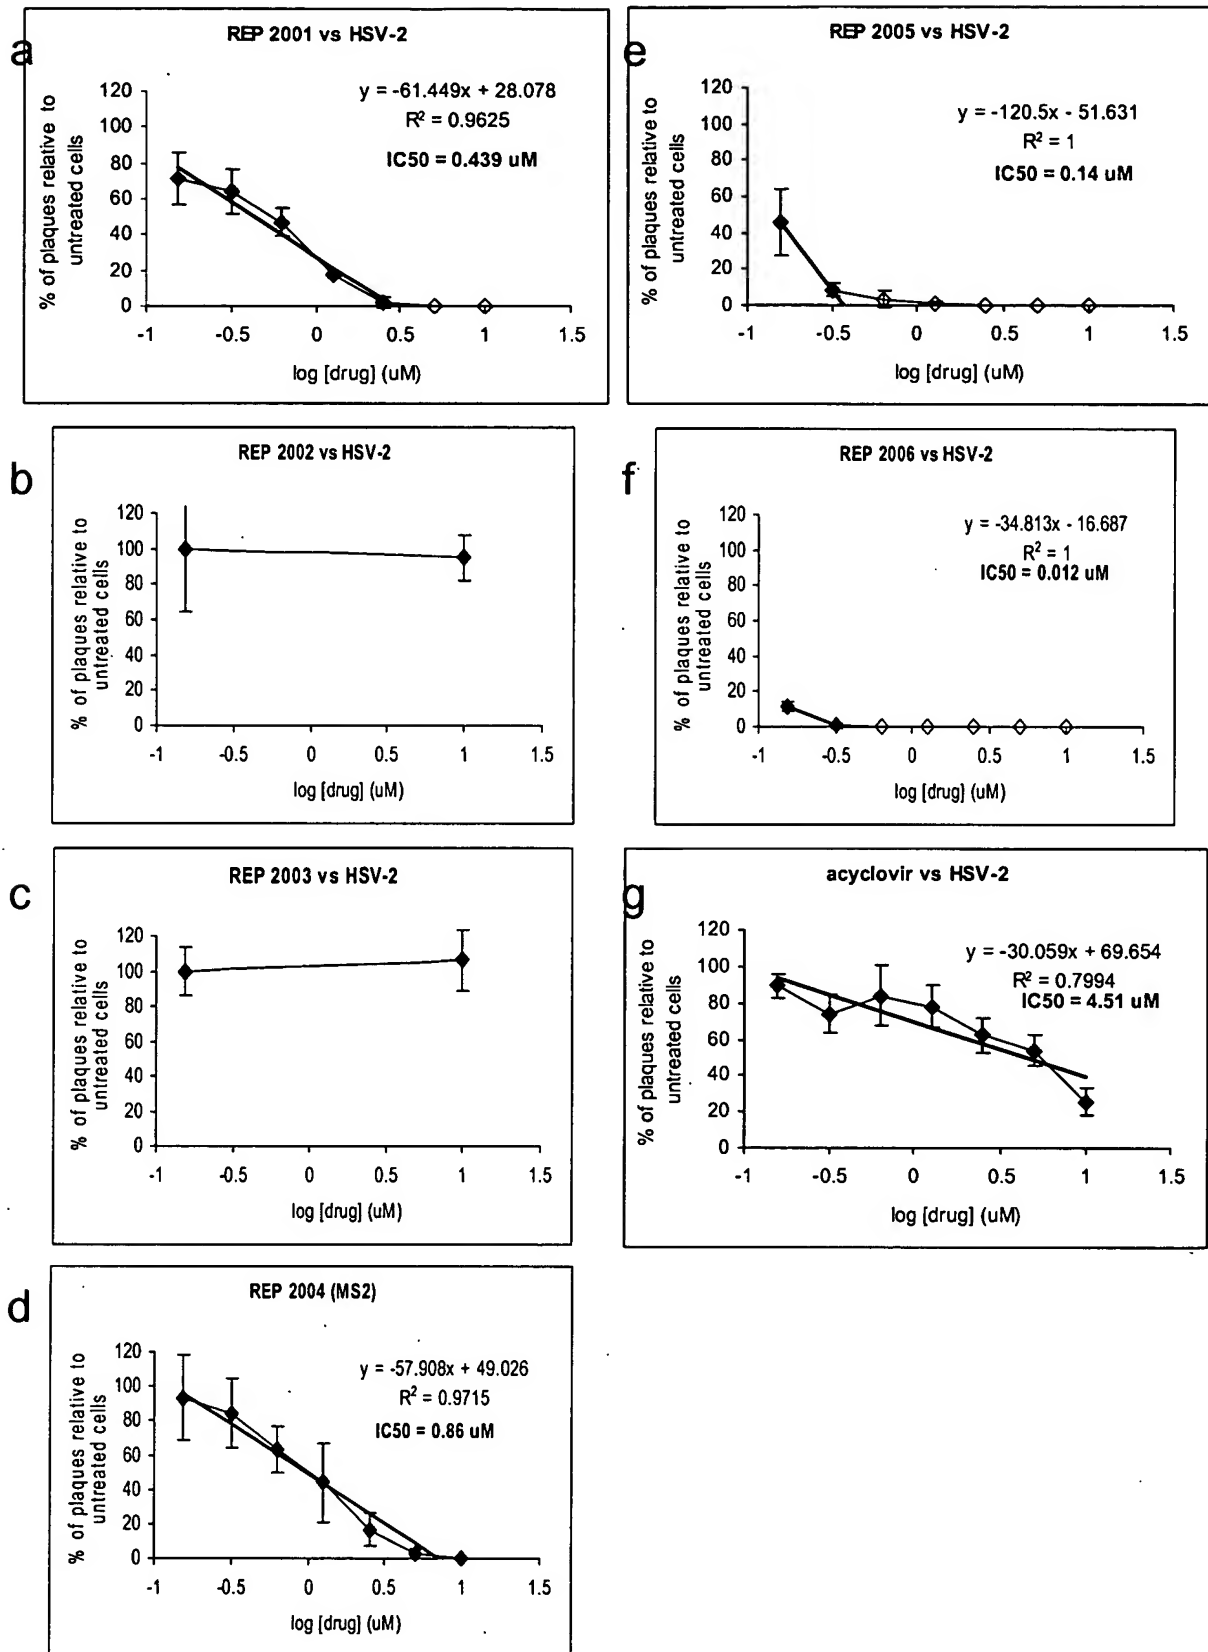 a
REP 2001 vs HSV-2
% of plaques relative to
untreated cells
120
100
80
60
40
20
0
y = -61.449x + 28.078
R² = 0.9625
IC50 = 0.439 uM
-1 -0.5 0 0.5 1 1.5
log [drug] (uM)
b
REP 2002 vs HSV-2
% of plaques relative to
untreated cells
120
100
80
60
40
20
0
-1 -0.5 0 0.5 1 1.5
log [drug] (uM)
c
REP 2003 vs HSV-2
% of plaques relative to
untreated cells
120
100
80
60
40
20
0
-1 -0.5 0 0.5 1 1.5
log [drug] (uM)
d
REP 2004 (MS2)
% of plaques relative to
untreated cells
120
100
80
60
40
20
0
y = -57.908x + 49.026
R² = 0.9715
IC50 = 0.86 uM
-1 -0.5 0 0.5 1 1.5
log [drug] (uM)
e
REP 2005 vs HSV-2
% of plaques relative to
untreated cells
120
100
80
60
40
20
0
y = -120.5x - 51.631
R² = 1
IC50 = 0.14 uM
-1 -0.5 0 0.5 1 1.5
log [drug] (uM)
f
REP 2006 vs HSV-2
% of plaques relative to
untreated cells
120
100
80
60
40
20
0
y = -34.813x - 16.687
R² = 1
IC50 = 0.012 uM
-1 -0.5 0 0.5 1 1.5
log [drug] (uM)
g
acyclovir vs HSV-2
% of plaques relative to
untreated cells
120
100
80
60
40
20
0
y = -30.059x + 69.654
R² = 0.7994
IC50 = 4.51 uM
-1 -0.5 0 0.5 1 1.5
log [drug] (uM)